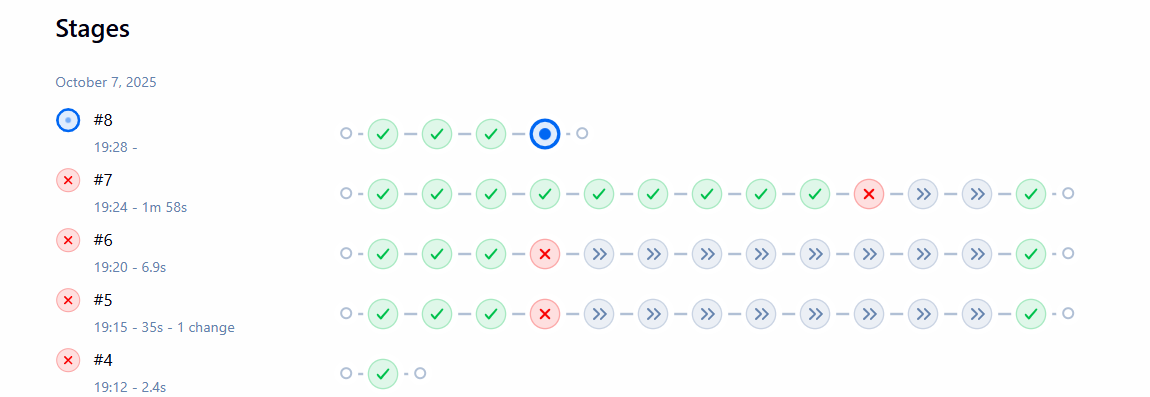 Stages
October 7, 2025
#8
19:28 -
#7
19:24 - 1m 58s
#6
19:20 - 6.9s
#5
19:15 - 35s - 1 change
#4
19:12 - 2.4s